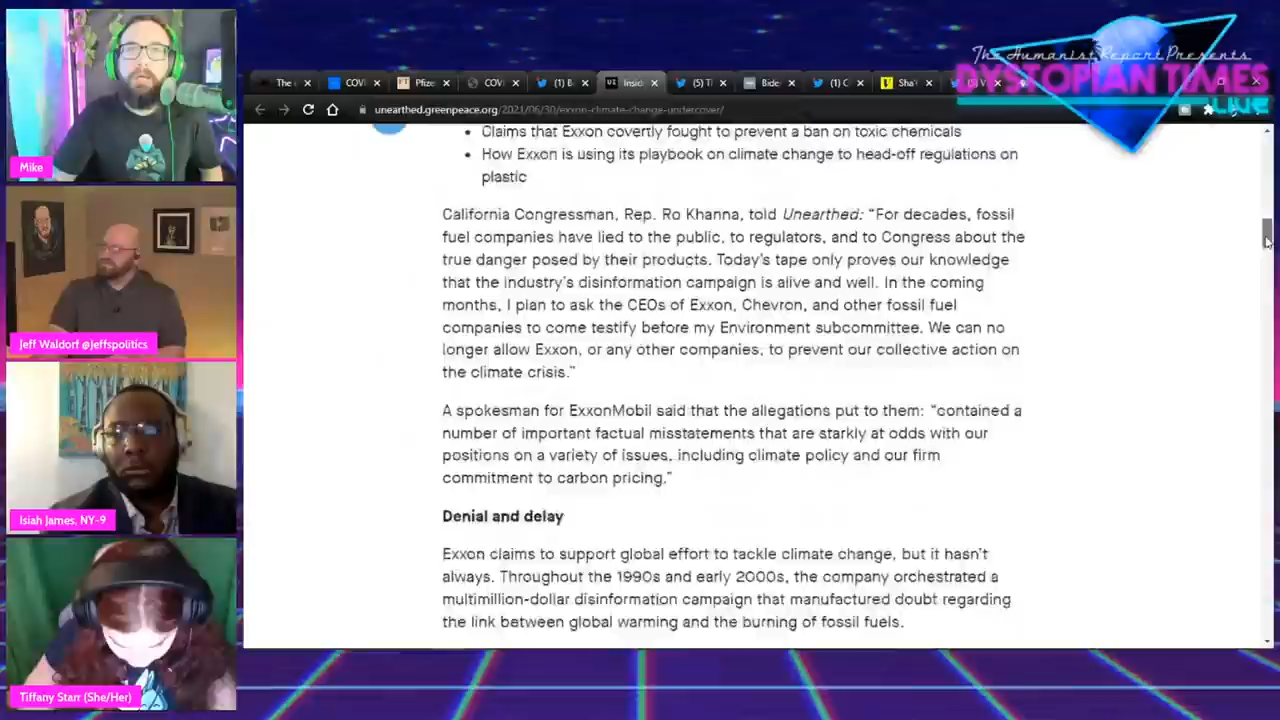 The Humanist Report Presents
DYSTOPIAN TIMES
LIVE
Mike
Jeff Waldorf @Jeffspolitics
Isiah James, NY-9
Tiffany Starr (She/Her)
The
COVI
Pfize
COVI
(1) B
Insid
(5) T
Bide
(1) C
Sha'
unearthed.greenpeace.org/2021/06/30/exxon-climate-change-undercover/
• Claims that Exxon covertly fought to prevent a ban on toxic chemicals
• How Exxon is using its playbook on climate change to head-off regulations on
plastic
California Congressman, Rep. Ro Khanna, told Unearthed: “For decades, fossil
fuel companies have lied to the public, to regulators, and to Congress about the
true danger posed by their products. Today’s tape only proves our knowledge
that the industry’s disinformation campaign is alive and well. In the coming
months, I plan to ask the CEOs of Exxon, Chevron, and other fossil fuel
companies to come testify before my Environment subcommittee. We can no
longer allow Exxon, or any other companies, to prevent our collective action on
the climate crisis.”
A spokesman for ExxonMobil said that the allegations put to them: “contained a
number of important factual misstatements that are starkly at odds with our
positions on a variety of issues, including climate policy and our firm
commitment to carbon pricing.”
Denial and delay
Exxon claims to support global effort to tackle climate change, but it hasn’t
always. Throughout the 1990s and early 2000s, the company orchestrated a
multimillion-dollar disinformation campaign that manufactured doubt regarding
the link between global warming and the burning of fossil fuels.